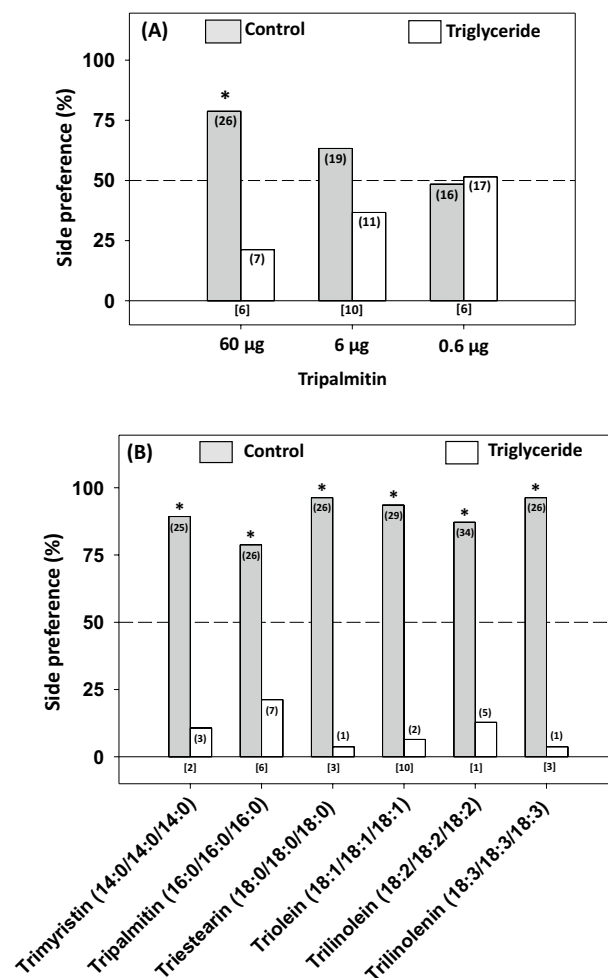 (A)
Control
Triglyceride
Side preference (%)
100
75
50
25
0
*
(26)
(7)
(19)
(11)
(16)
(17)
[6]
[10]
[6]
60 µg
6 µg
0.6 µg
Tripalmitin
(B)
Control
Triglyceride
Side preference (%)
100
75
50
25
0
*
*
*
*
*
*
(25)
(3)
(26)
(7)
(26)
(1)
(29)
(2)
(34)
(5)
(26)
(1)
[2]
[6]
[3]
[10]
[1]
[3]
Trimyristin (14:0/14:0/14:0)
Tripalmitin (16:0/16:0/16:0)
Triestearin (18:0/18:0/18:0)
Triolein (18:1/18:1/18:1)
Trilinolein (18:2/18:2/18:2)
Trillinolenin (18:3/18:3/18:3)